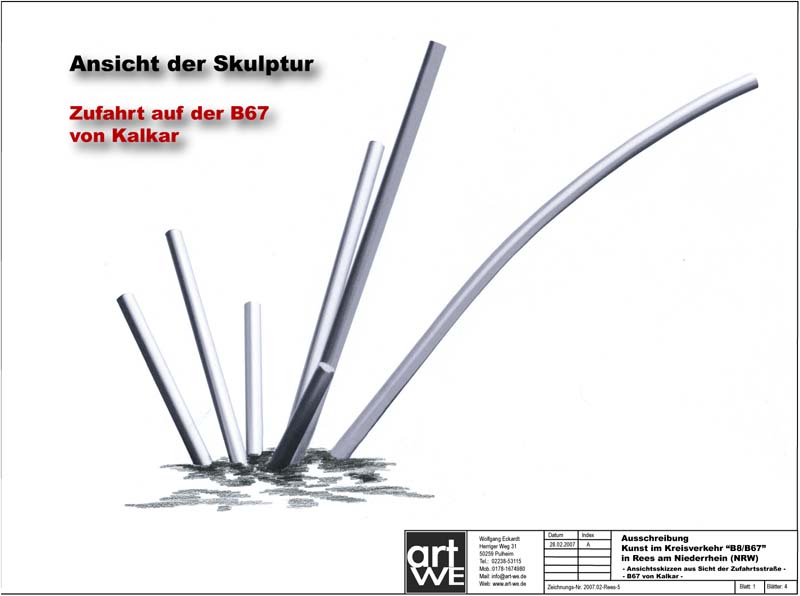 Ansicht der Skulptur
Zufahrt auf der B67
von Kalkar
art
WE
Wolfgang Eckardt
Herriger Weg 31
50259 Pulheim
Tel.: 02238-53115
Mob.:0178-1674980
Mail: info@art-we.de
Web: www.art-we.de
Datum Index
28.02.2007 A
Zeichnungs-Nr. 2007.02-Rees-5
Ausschreibung
Kunst im Kreisverkehr "B8/B67"
in Rees am Niederrhein (NRW)
- Ansichtsskizzen aus Sicht der Zufahrtsstraße -
- B67 von Kalkar -
Blatt: 1 Blätter: 4